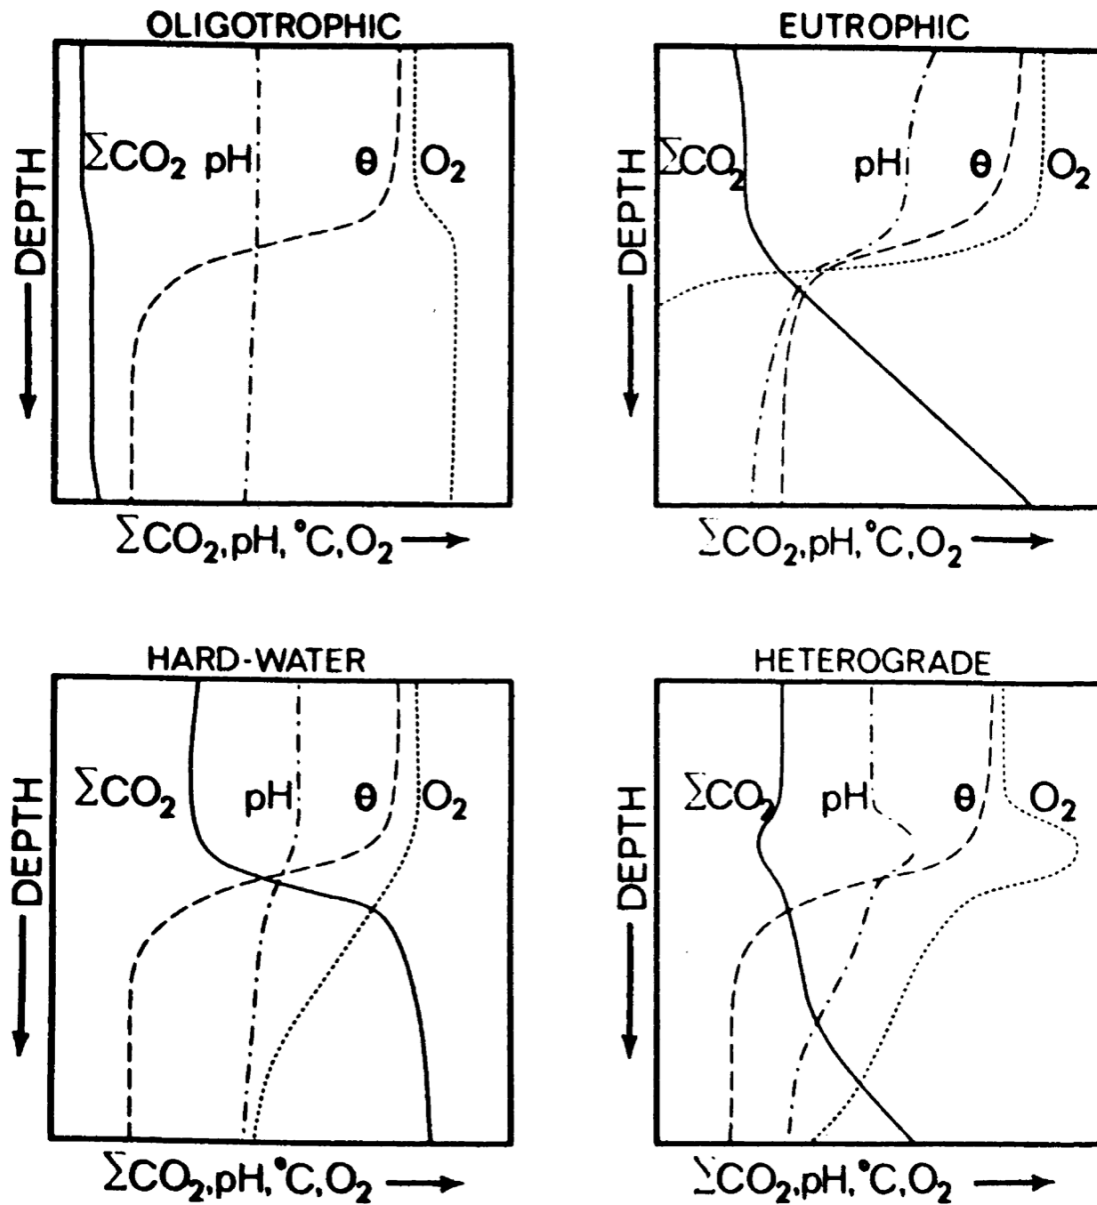 OLIGOTROPHIC
DEPTH
ΣCO₂ pH θ O₂
ΣCO₂,pH,°C,O₂
EUTROPHIC
DEPTH
ΣCO₂ pH θ O₂
ΣCO₂,pH,°C,O₂
HARD-WATER
DEPTH
ΣCO₂ pH θ O₂
ΣCO₂,pH,°C,O₂
HETEROGRADE
DEPTH
ΣCO₂ pH θ O₂
ΣCO₂,pH,°C,O₂